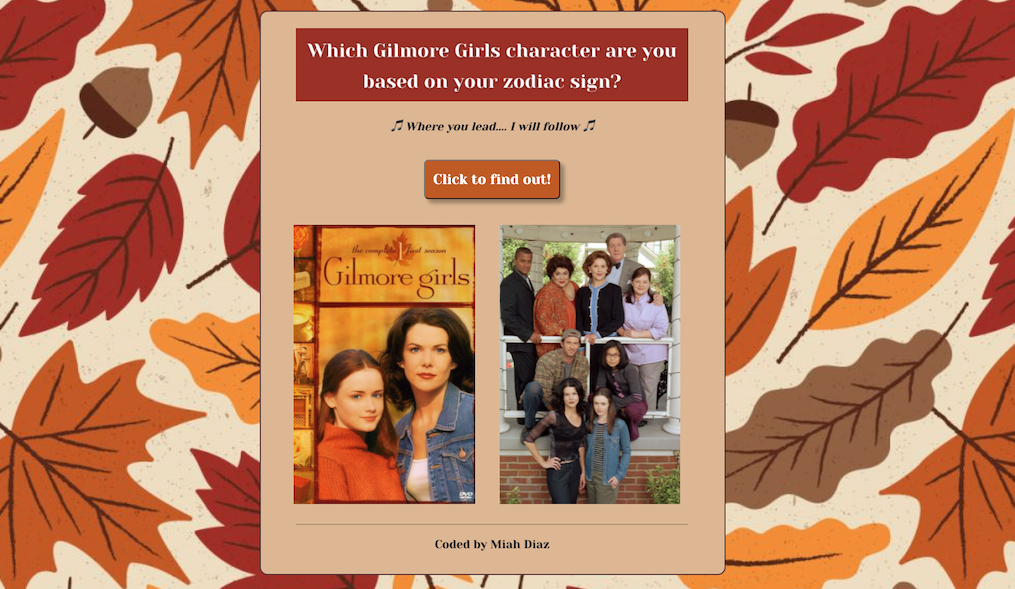 Which Gilmore Girls character are you
based on your zodiac sign?
🎵 Where you lead.... I will follow 🎵
Click to find out!
the complete first season
Gilmore girls
DVD
Coded by Miah Diaz